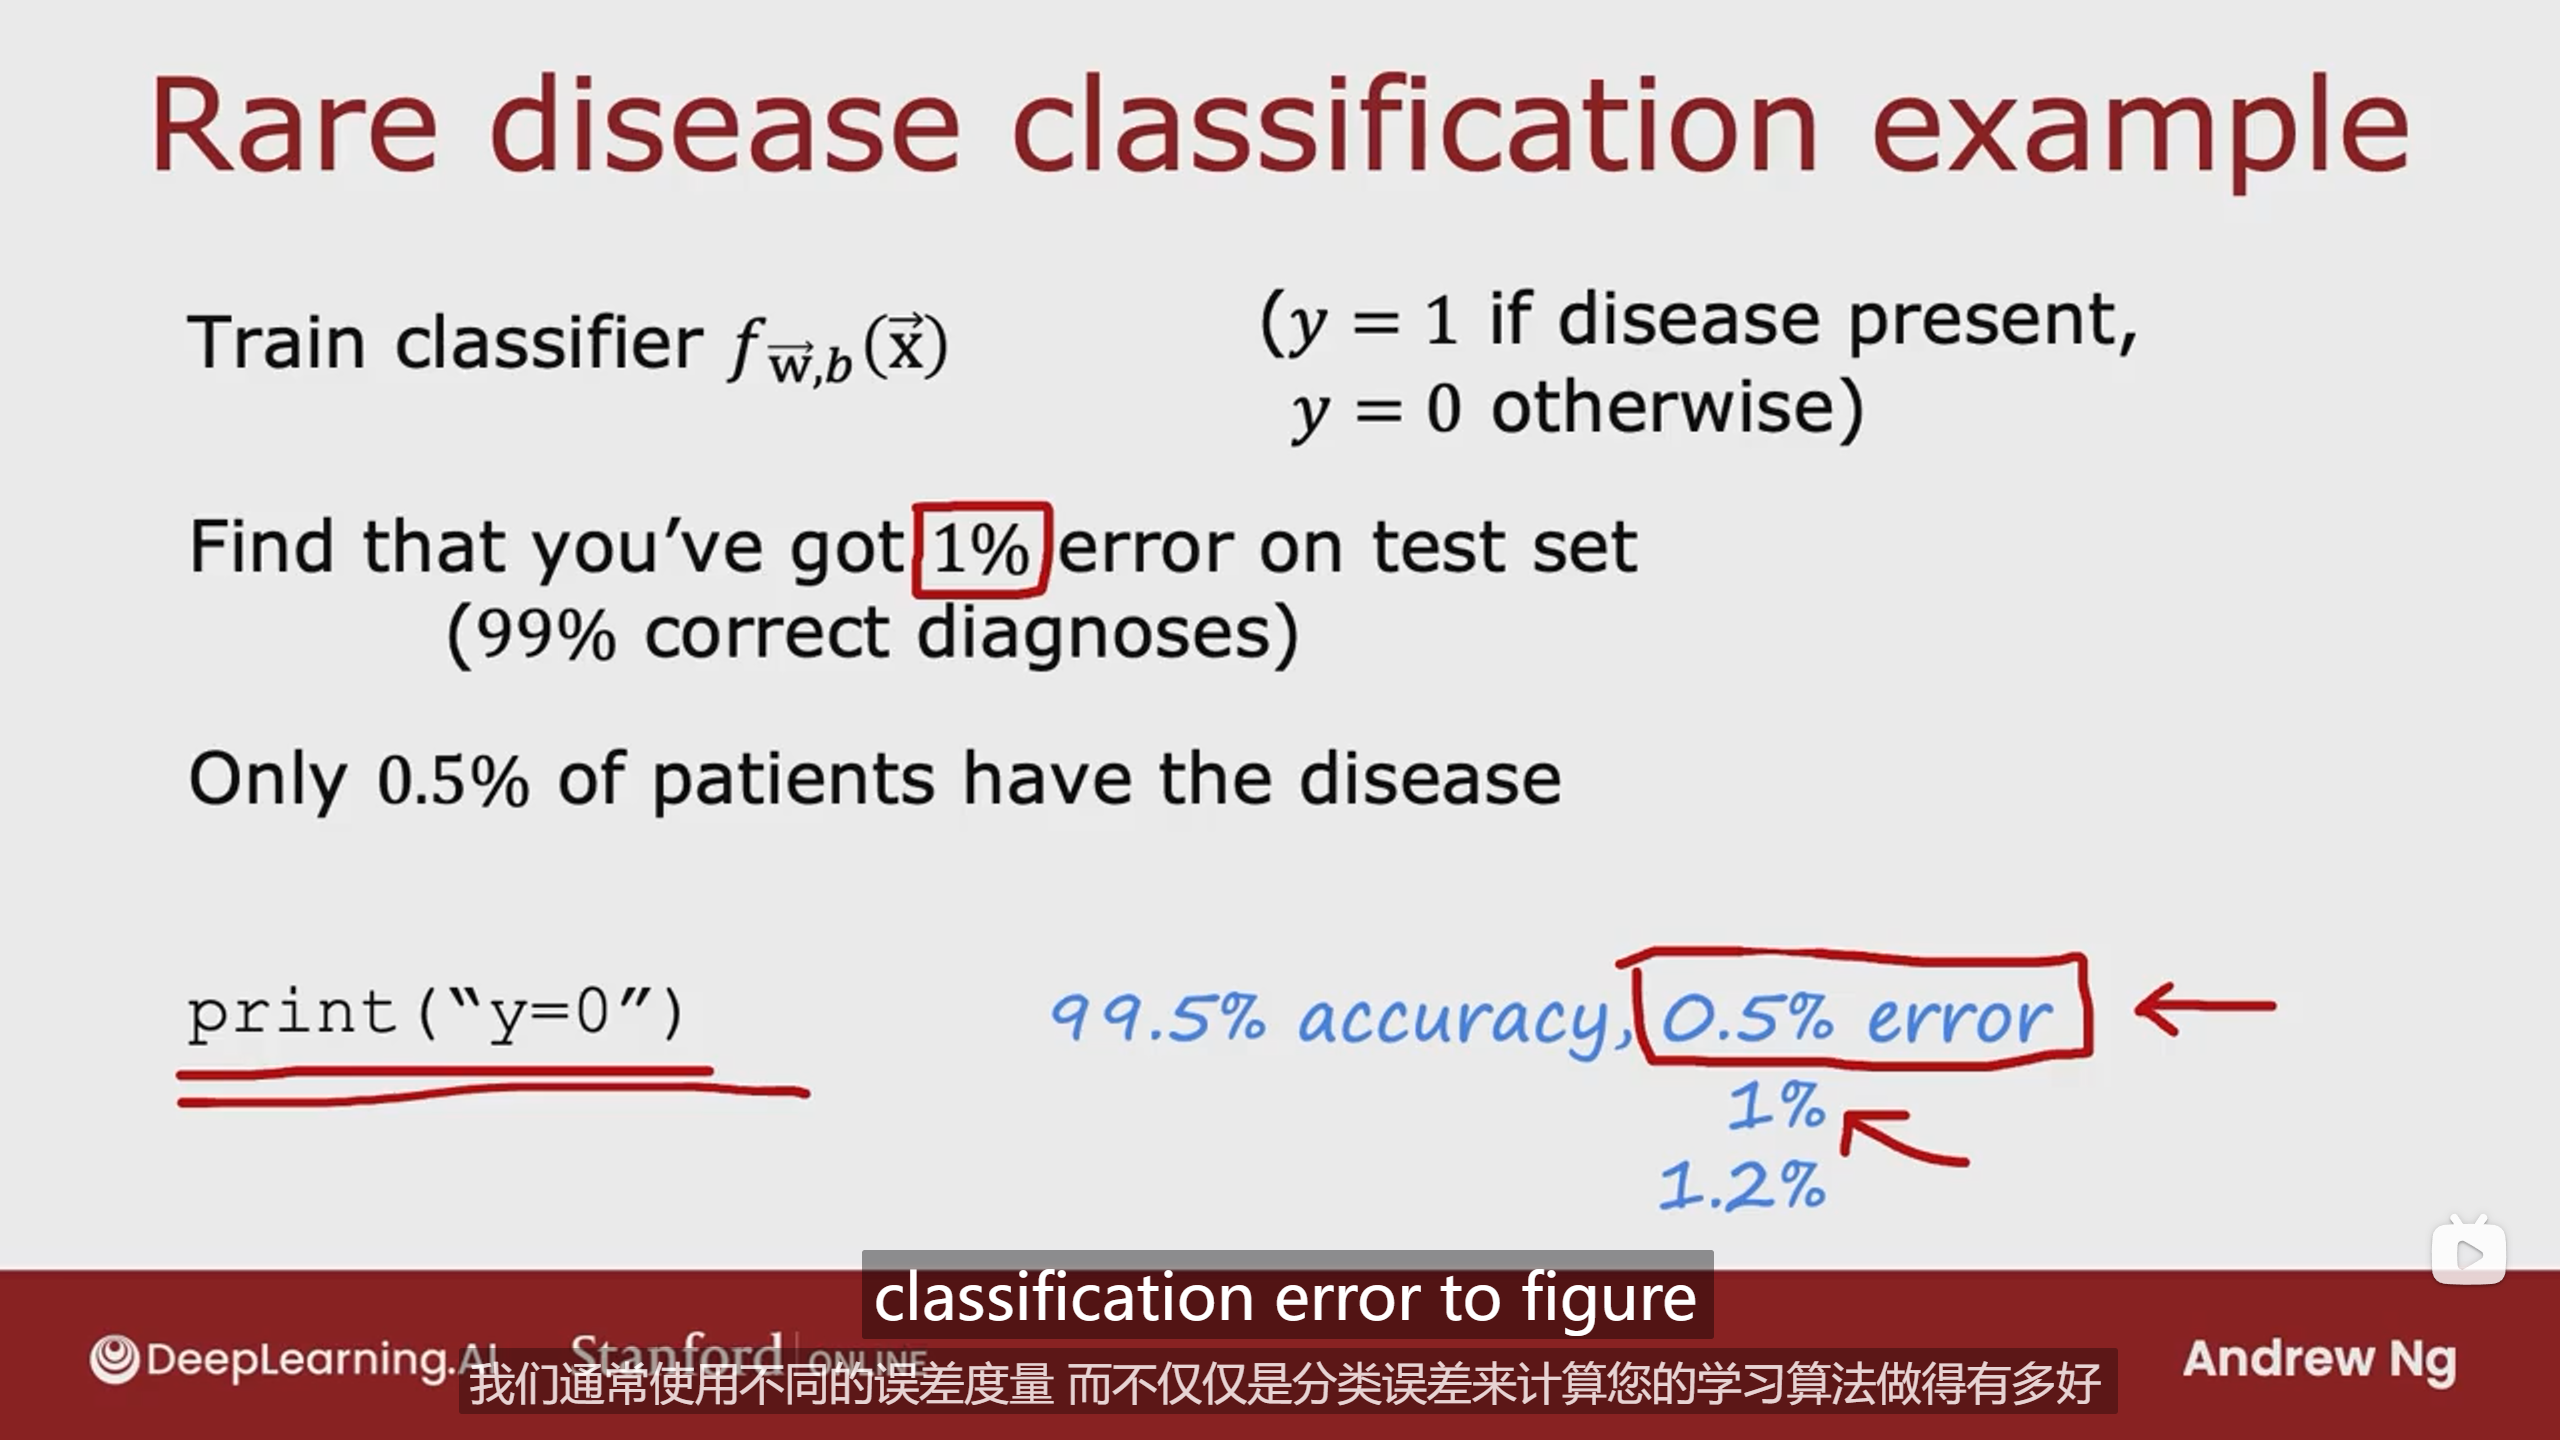 Rare disease classification example
Train classifier f w⃗,b(x⃗)
(y = 1 if disease present,
y = 0 otherwise)
Find that you’ve got 1% error on test set
(99% correct diagnoses)
Only 0.5% of patients have the disease
print(“y=0”)
99.5% accuracy, 0.5% error
1%
1.2%
classification error to figure
DeepLearning.AI
Stanford | ONLINE
Andrew Ng
我们通常使用不同的误差度量 而不仅仅是分类误差来计算您的学习算法做得有多好